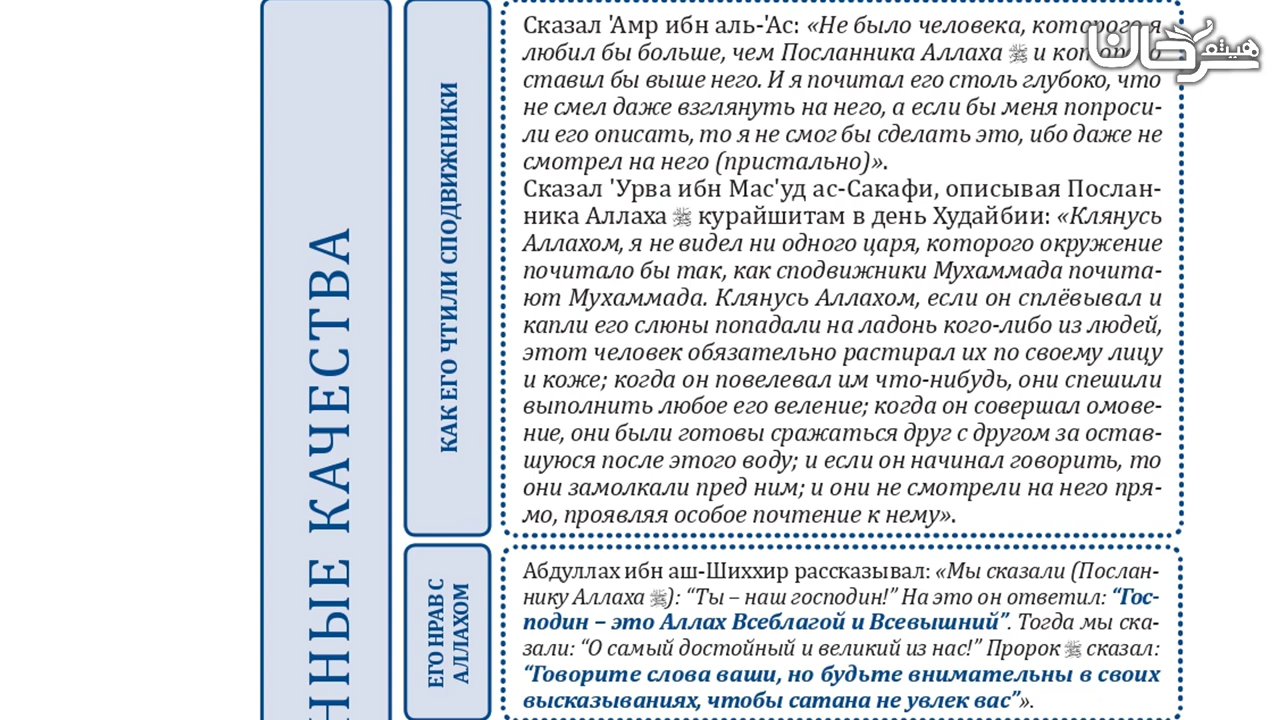 هيتم سرحان
ННЫЕ КАЧЕСТВА
КАК ЕГО ЧТИЛИ СПОДВИЖНИКИ
Сказал 'Амр ибн аль-'Ас: «Не было человека, которого я
любил бы больше, чем Посланника Аллаха ﷺ и которого
ставил бы выше него. И я почитал его столь глубоко, что
не смел даже взглянуть на него, а если бы меня попроси-
ли его описать, то я не смог бы сделать это, ибо даже не
смотрел на него (пристально)».
Сказал 'Урва ибн Мас'уд ас-Сакафи, описывая Послан-
ника Аллаха ﷺ курайшитам в день Худайбии: «Клянусь
Аллахом, я не видел ни одного царя, которого окружение
почитало бы так, как сподвижники Мухаммада почита-
ют Мухаммада. Клянусь Аллахом, если он сплёвывал и
капли его слюны попадали на ладонь кого-либо из людей,
этот человек обязательно растирал их по своему лицу
и коже; когда он повелевал им что-нибудь, они спешили
выполнить любое его веление; когда он совершал омове-
ние, они были готовы сражаться друг с другом за остав-
шуюся после этого воду; и если он начинал говорить, то
они замолкали пред ним; и они не смотрели на него пря-
мо, проявляя особое почтение к нему».
ЕГО НРАВ С
АЛЛАХОМ
Абдуллах ибн аш-Шиххир рассказывал: «Мы сказали (Послан-
нику Аллаха ﷺ): “Ты – наш господин!” На это он ответил: “Гос-
подин – это Аллах Всеблагой и Всевышний”. Тогда мы ска-
зали: “О самый достойный и великий из нас!” Пророк ﷺ сказал:
“Говорите слова ваши, но будьте внимательны в своих
высказываниях, чтобы сатана не увлек вас”».